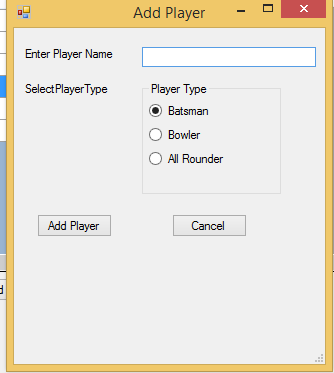 Add Player
Enter Player Name
SelectPlayerType
Player Type
Batsman
Bowler
All Rounder
Add Player Cancel